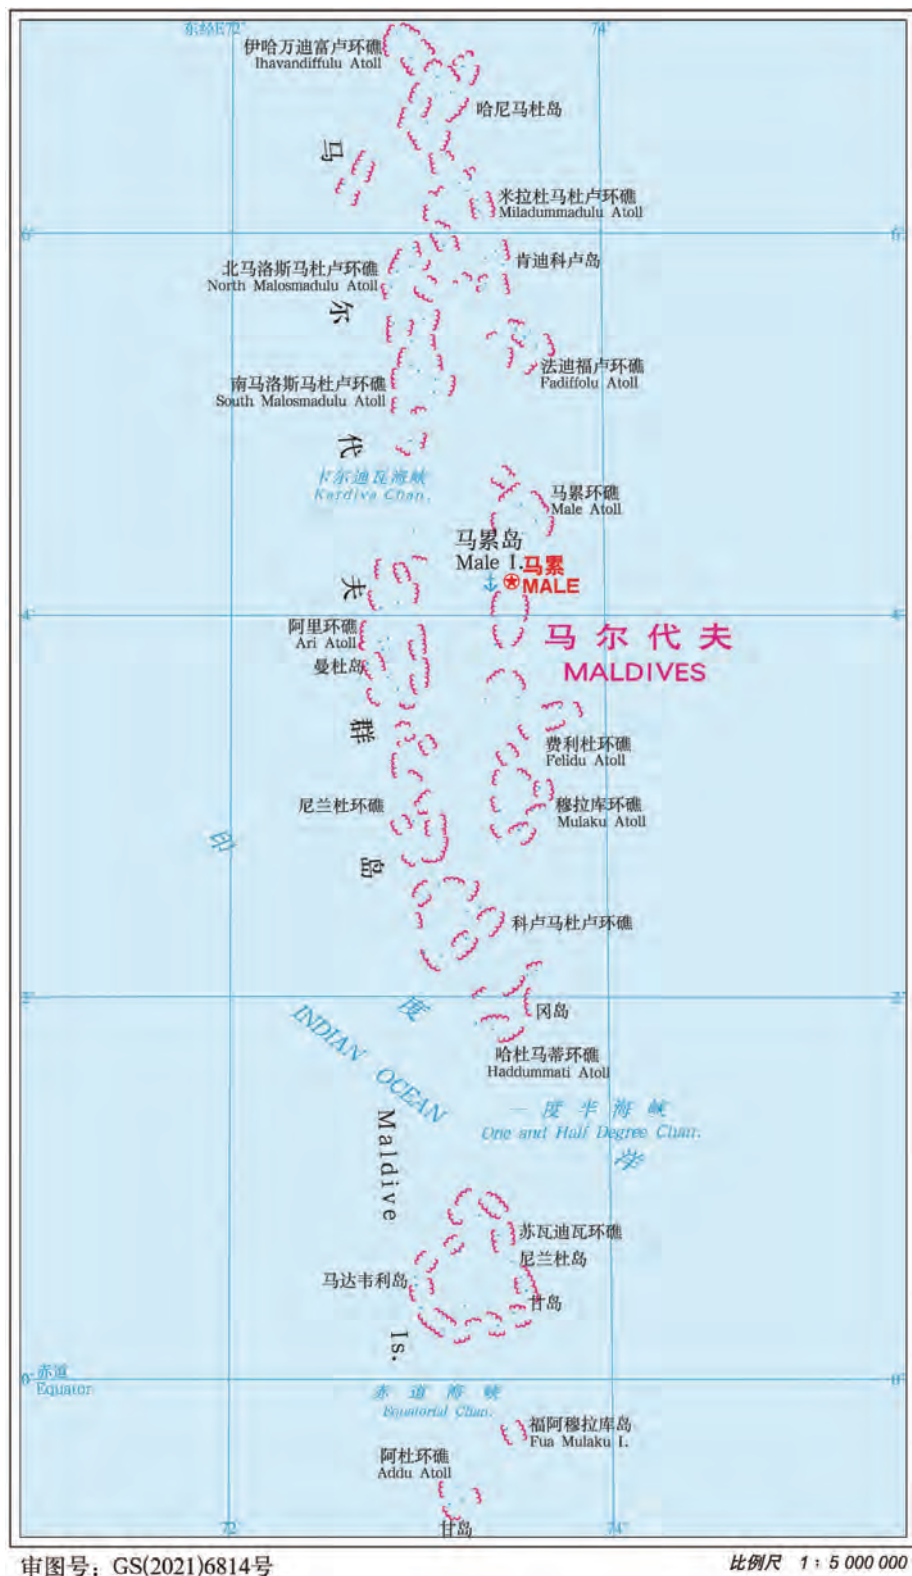 东经E72°
74°
伊哈万迪富卢环礁
Ihavandiffulu Atoll
哈尼马杜岛
马
米拉杜马杜卢环礁
Miladummadulu Atoll
6°
6°
肯迪科卢岛
北马洛斯马杜卢环礁
North Malosmadulu Atoll
尔
法迪福卢环礁
Fadiffolu Atoll
南马洛斯马杜卢环礁
South Malosmadulu Atoll
代
卡尔迪瓦海峡
Kardiva Chan.
马累环礁
Male Atoll
马累岛
Male I.
马累
MALE
夫
4°
4°
阿里环礁
Ari Atoll
马尔代夫
MALDIVES
曼杜岛
群
费利杜环礁
Felidu Atoll
尼兰杜环礁
穆拉库环礁
Mulaku Atoll
印
岛
科卢马杜卢环礁
2°
2°
度
冈岛
INDIAN OCEAN
哈杜马蒂环礁
Haddummati Atoll
一度半海峡
One and Half Degree Chan.
洋
Maldive
苏瓦迪瓦环礁
尼兰杜岛
马达韦利岛
甘岛
Is.
0°
赤道
Equator
0°
赤道海峡
Equatorial Chan.
福阿穆拉库岛
Fua Mulaku I.
阿杜环礁
Addu Atoll
甘岛
72°
74°
审图号：GS(2021)6814号
比例尺 1：5 000 000